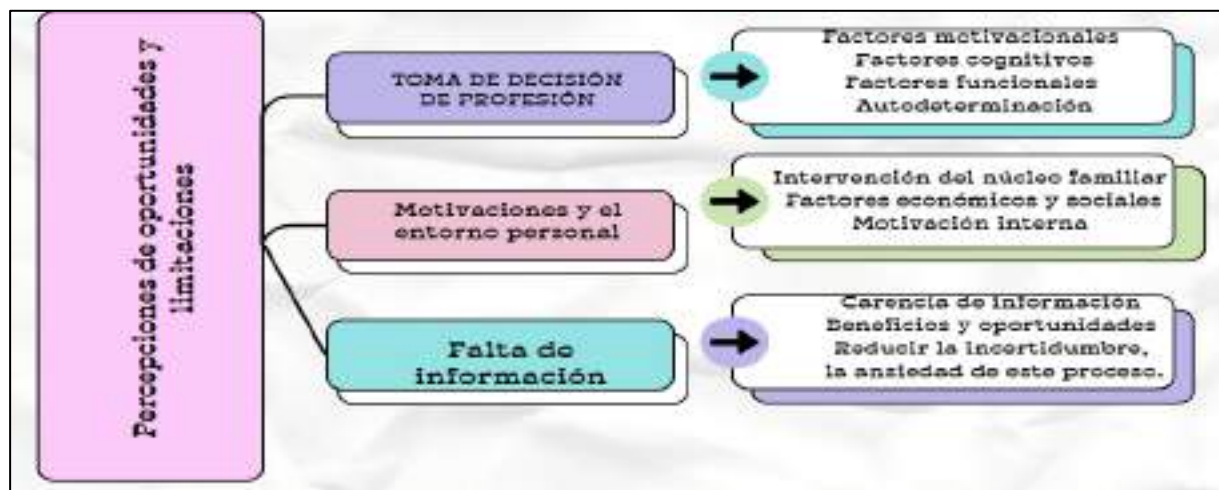 Percepciones de oportunidades y
limitaciones
TOMA DE DECISIÓN
DE PROFESIÓN
Factores motivacionales
Factores cognitivos
Factores funcionales
Autodeterminación
Motivaciones y el
entorno personal
Intervención del núcleo familiar
Factores económicos y sociales
Motivación interna
Falta de
información
Carencia de información
Beneficios y oportunidades
Reducir la incertidumbre,
la ansiedad de este proceso.